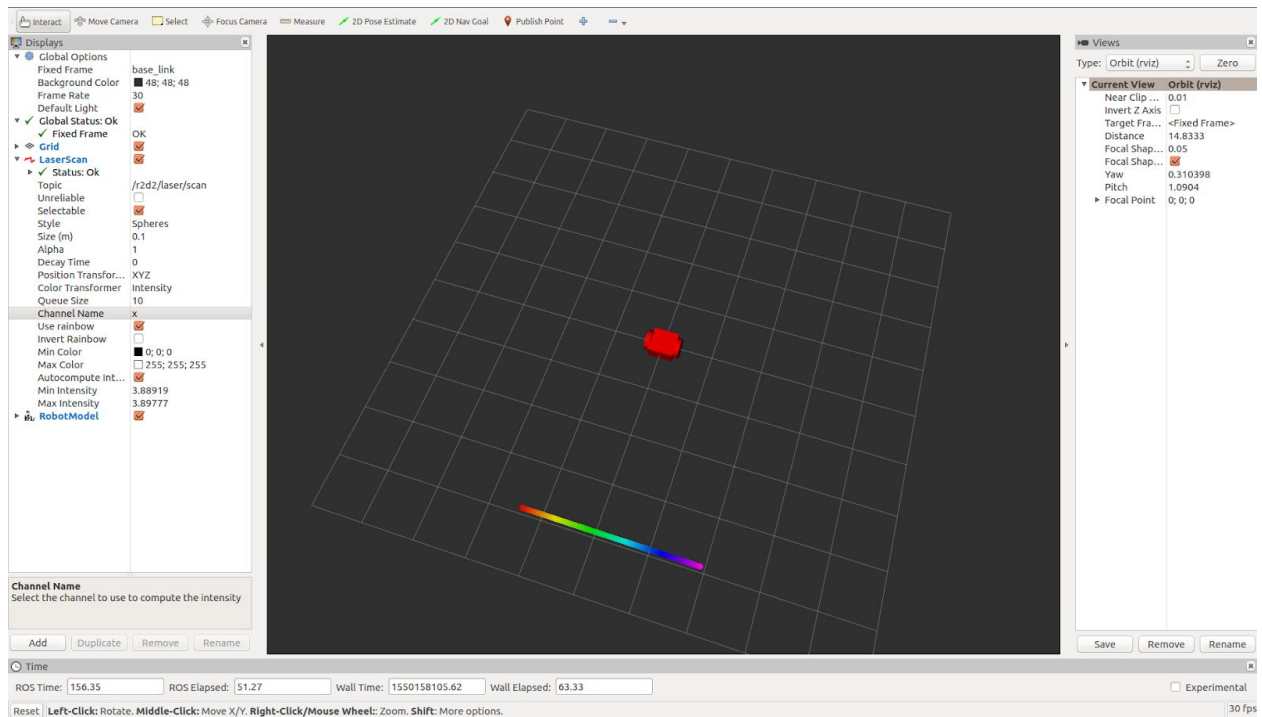 Interact Move Camera Select Focus Camera Measure 2D Pose Estimate 2D Nav Goal Publish Point
Displays
Global Options
Fixed Frame base_link
Background Color 48; 48; 48
Frame Rate 30
Default Light
Global Status: Ok
Fixed Frame OK
Grid
LaserScan
Status: Ok
Topic /r2d2/laser/scan
Unreliable
Selectable
Style Spheres
Size (m) 0.1
Alpha 1
Decay Time 0
Position Transfor... XYZ
Color Transformer Intensity
Queue Size 10
Channel Name x
Use rainbow
Invert Rainbow
Min Color 0; 0; 0
Max Color 255; 255; 255
Autocompute Int...
Min Intensity 3.88919
Max Intensity 3.89777
RobotModel
Channel Name
Select the channel to use to compute the intensity
Add Duplicate Remove Rename
Views
Type: Orbit (rviz) Zero
Current View Orbit (rviz)
Near Clip ... 0.01
Invert Z Axis
Target Fra... <Fixed Frame>
Distance 14.8333
Focal Shap... 0.05
Focal Shap...
Yaw 0.310398
Pitch 1.0904
Focal Point 0; 0; 0
Save Remove Rename
Time
ROS Time: 156.35 ROS Elapsed: 51.27 Wall Time: 1550158105.62 Wall Elapsed: 63.33 Experimental
Reset Left-Click: Rotate. Middle-Click: Move X/Y. Right-Click/Mouse Wheel:: Zoom. Shift: More options. 30 fps